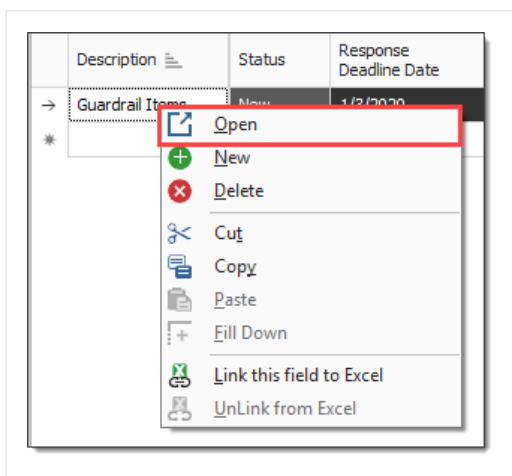 Description Status Response
Deadline Date
Guardrail Items New 1/3/2020
Open
New
Delete
Cut
Copy
Paste
Fill Down
Link this field to Excel
UnLink from Excel